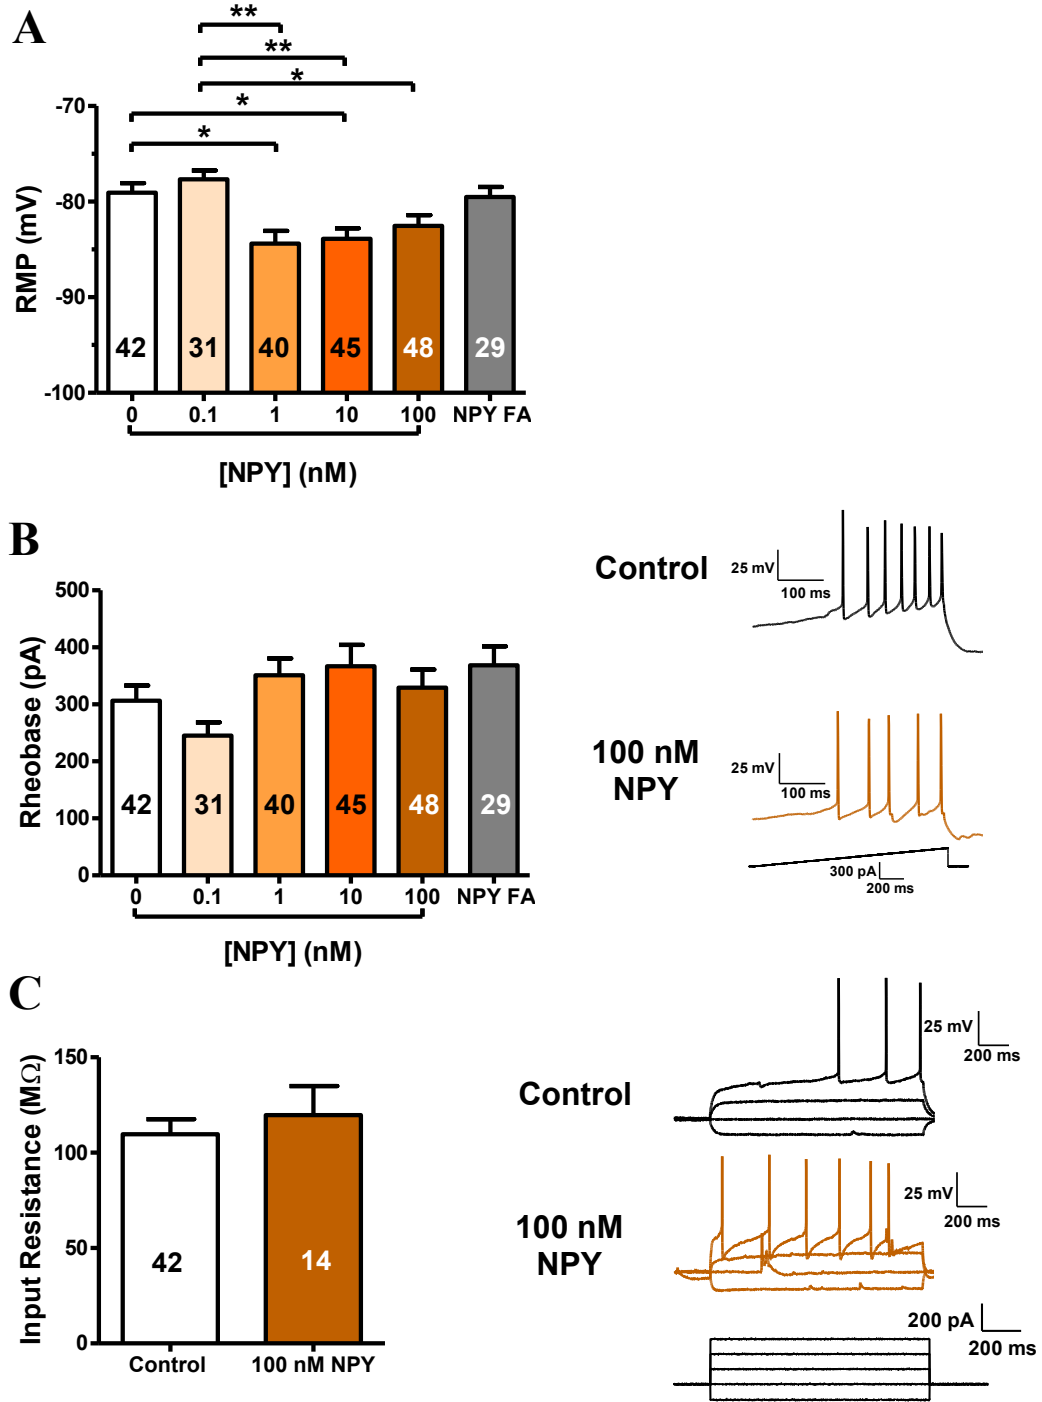 A
**
**
*
*
*
-70
-80
-90
-100
RMP (mV)
42
31
40
45
48
29
0
0.1
1
10
100
NPY FA
[NPY] (nM)
B
500
400
300
200
100
0
Rheobase (pA)
42
31
40
45
48
29
0
0.1
1
10
100
NPY FA
[NPY] (nM)
Control
25 mV
100 ms
100 nM
NPY
25 mV
100 ms
300 pA
200 ms
C
150
100
50
0
Input Resistance (MΩ)
42
14
Control
100 nM NPY
Control
25 mV
200 ms
100 nM
NPY
25 mV
200 ms
200 pA
200 ms